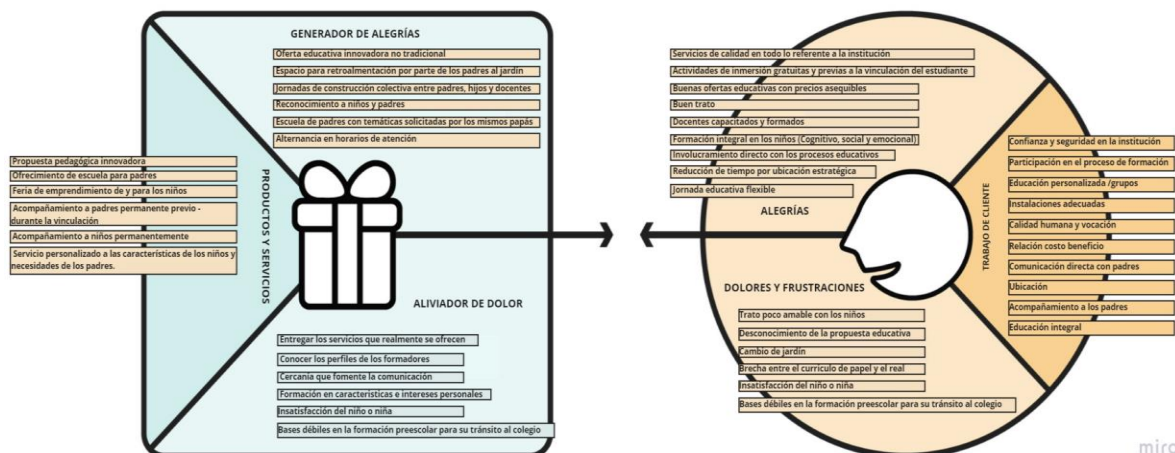 GENERADOR DE ALEGRÍAS
Oferta educativa innovadora no tradicional
Espacio para retroalmentación por parte de los padres al jardín
Jornadas de construcción colectiva entre padres, hijos y docentes
Reconocimiento a niños y padres
Escuela de padres con temáticas solicitadas por los mismos papás
Alternancia en horarios de atención
PRODUCTOS Y SERVICIOS
Propuesta pedagógica innovadora
Ofrecimiento de escuela para padres
Feria de emprendimiento de y para los niños
Acompañamiento a padres permanente previo -
durante la vinculación
Acompañamiento a niños permanentemente
Servicio personalizado a las características de los niños y
necesidades de los padres.
ALIVIADOR DE DOLOR
Entregar los servicios que realmente se ofrecen
Conocer los perfiles de los formadores
Cercanía que fomente la comunicación
Formación en características e intereses personales
Insatisfacción del niño o niña
Bases débiles en la formación preescolar para su tránsito al colegio
Servicios de calidad en todo lo referente a la institución
Actividades de inmersión gratuitas y previas a la vinculación del estudiante
Buenas ofertas educativas con precios asequibles
Buen trato
Docentes capacitados y formados
Formación integral en los niños (Cognitivo, social y emocional)
Involucramiento directo con los procesos educativos
Reducción de tiempo por ubicación estratégica
Jornada educativa flexible
ALEGRÍAS
DOLORES Y FRUSTRACIONES
Trato poco amable con los niños
Desconocimiento de la propuesta educativa
Cambio de jardín
Brecha entre el curriculo de papel y el real
Insatisfacción del niño o niña
Bases débiles en la formación preescolar para su tránsito al colegio
TRABAJO DE CLIENTE
Confianza y seguridad en la institución
Participación en el proceso de formación
Educación personalizada /grupos
Instalaciones adecuadas
Calidad humana y vocación
Relación costo beneficio
Comunicación directa con padres
Ubicación
Acompañamiento a los padres
Educación integral
miro